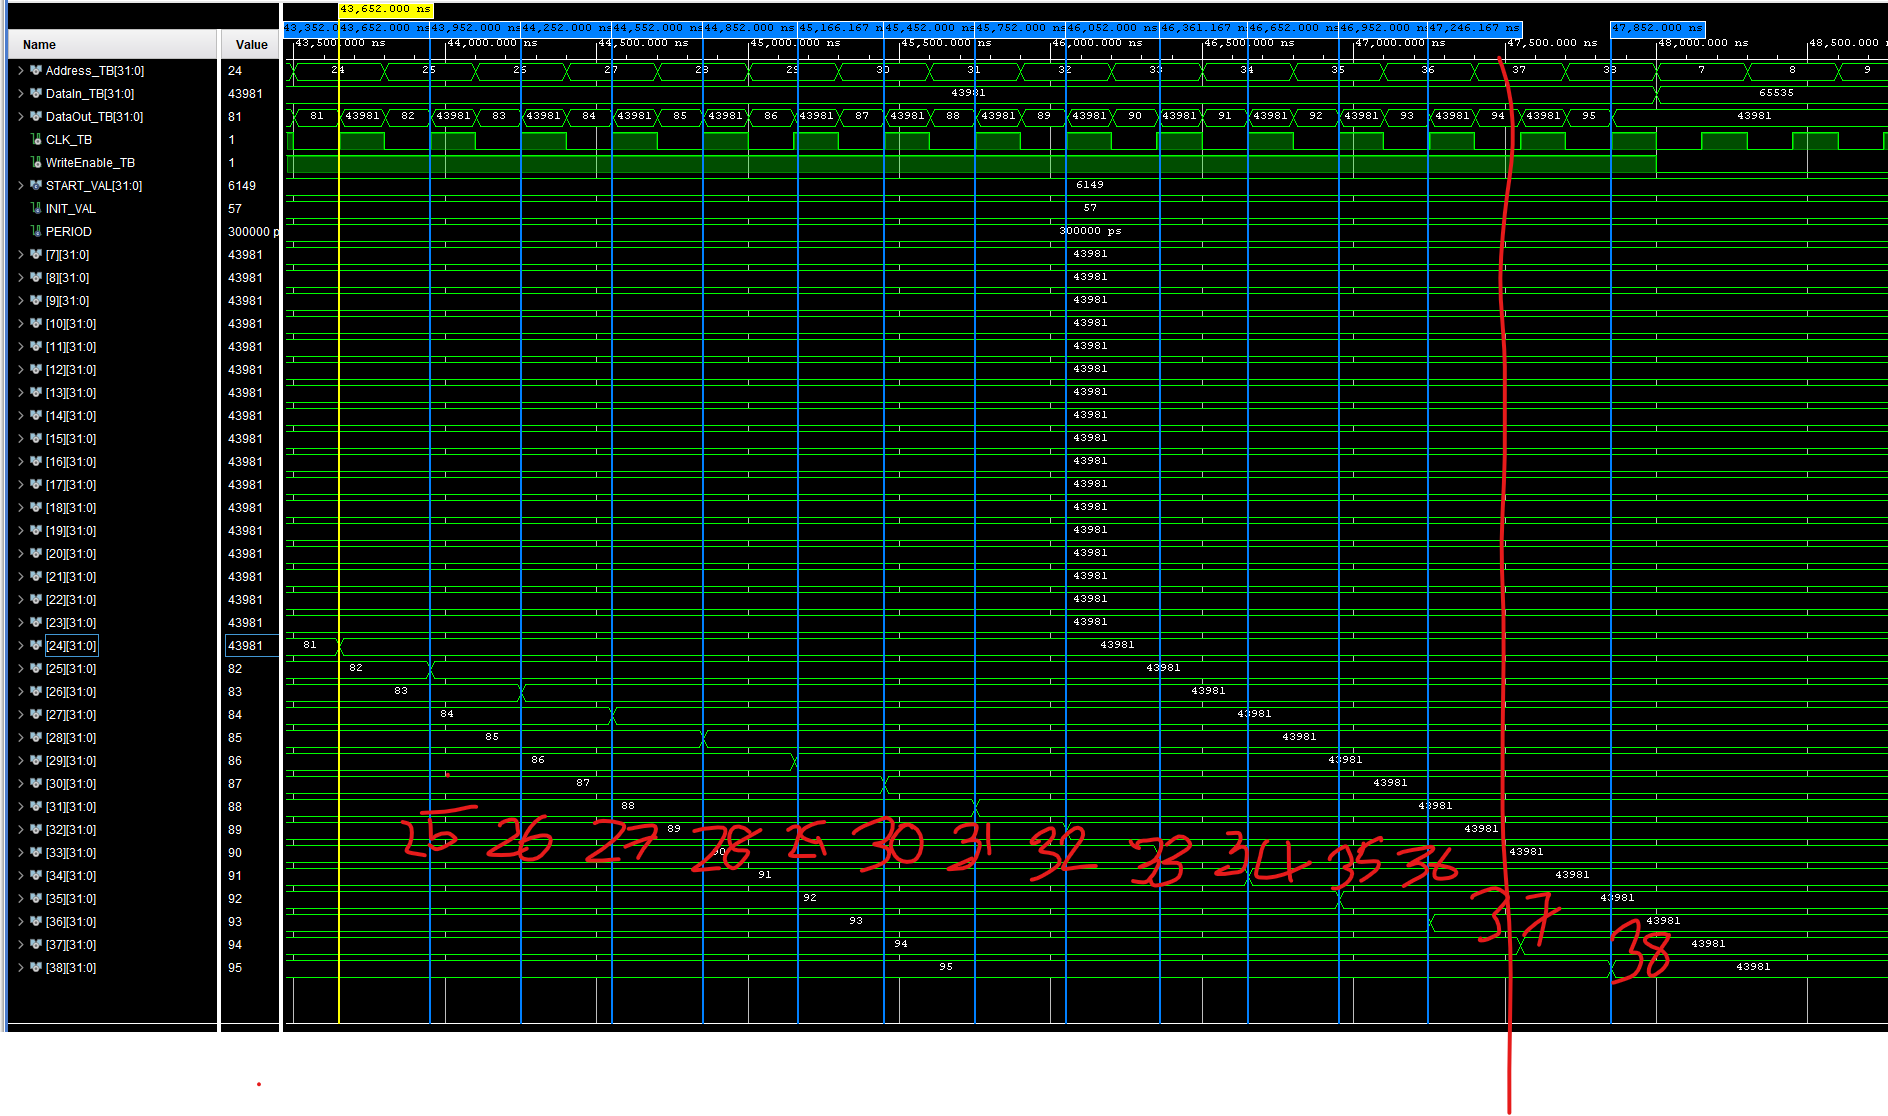 43,652.000 ns
43,352.0 43,652.000 ns 43,952.000 ns 44,252.000 ns 44,552.000 ns 44,852.000 ns 45,166.167 ns 45,452.000 ns 45,752.000 ns 46,052.000 ns 46,361.167 ns 46,652.000 ns 46,952.000 ns 47,246.167 ns 47,852.000 ns
Name Value 43,500.000 ns 44,000.000 ns 44,500.000 ns 45,000.000 ns 45,500.000 ns 46,000.000 ns 46,500.000 ns 47,000.000 ns 47,500.000 ns 48,000.000 ns 48,500.000
Address_TB[31:0] 24 24 25 26 27 28 29 30 31 32 33 34 35 36 37 38 7 8 9
DataIn_TB[31:0] 43981 43981 65535
DataOut_TB[31:0] 81 81 43981 82 43981 83 43981 84 43981 85 43981 86 43981 87 43981 88 43981 89 43981 90 43981 91 43981 92 43981 93 43981 94 43981 95 43981
CLK_TB 1
WriteEnable_TB 1
START_VAL[31:0] 6149 6149
INIT_VAL 57 57
PERIOD 300000 p 300000 ps
[7][31:0] 43981 43981
[8][31:0] 43981 43981
[9][31:0] 43981 43981
[10][31:0] 43981 43981
[11][31:0] 43981 43981
[12][31:0] 43981 43981
[13][31:0] 43981 43981
[14][31:0] 43981 43981
[15][31:0] 43981 43981
[16][31:0] 43981 43981
[17][31:0] 43981 43981
[18][31:0] 43981 43981
[19][31:0] 43981 43981
[20][31:0] 43981 43981
[21][31:0] 43981 43981
[22][31:0] 43981 43981
[23][31:0] 43981 43981
[24][31:0] 43981 81 43981
[25][31:0] 82 82 43981
[26][31:0] 83 83 43981
[27][31:0] 84 84 43981
[28][31:0] 85 85 43981
[29][31:0] 86 86 43981
[30][31:0] 87 87 43981
[31][31:0] 88 88 43981
[32][31:0] 89 89 43981
[33][31:0] 90 90 43981
[34][31:0] 91 91 43981
[35][31:0] 92 92 43981
[36][31:0] 93 93 43981
[37][31:0] 94 94 43981
[38][31:0] 95 95 43981
25 26 27 28 29 30 31 32 33 34 35 36 37 38